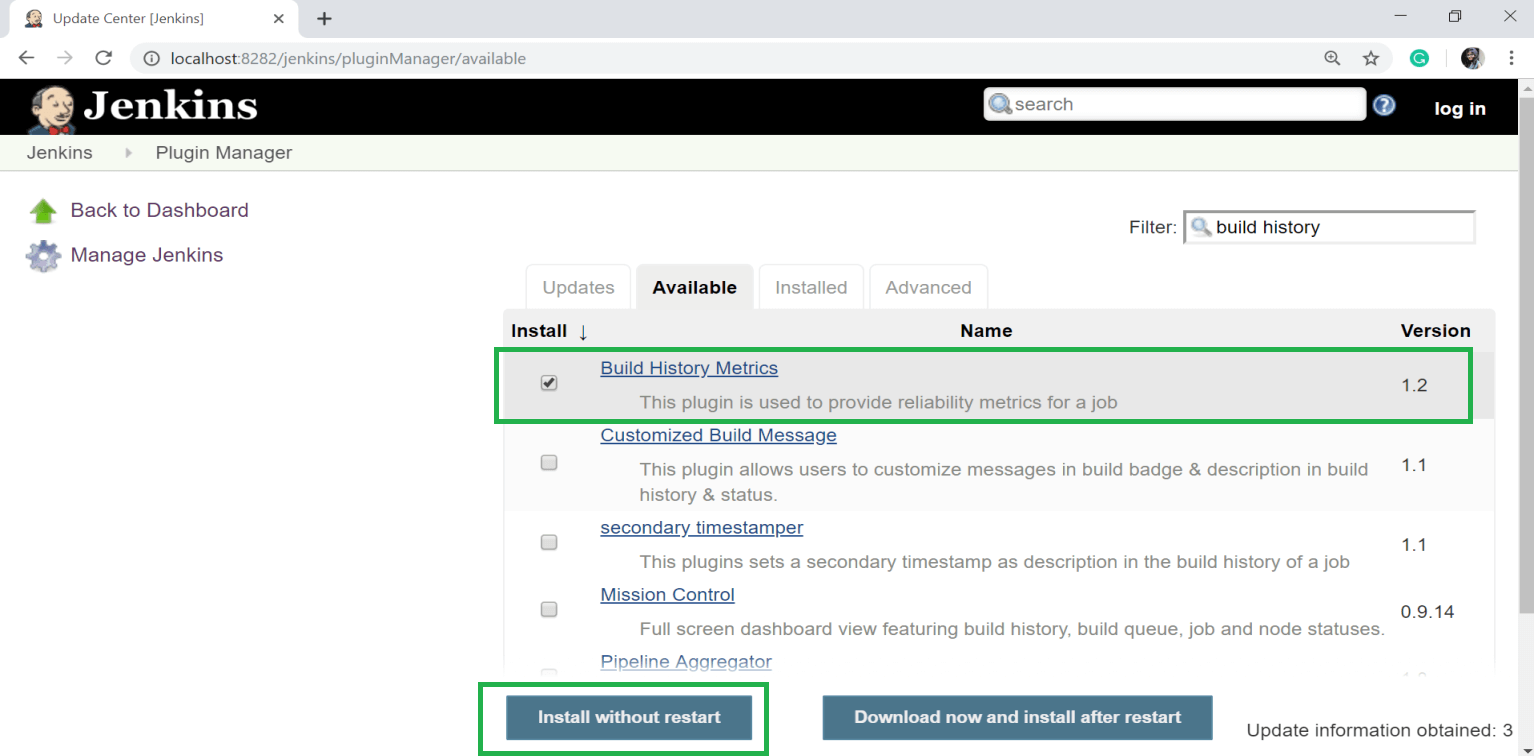 Update Center [Jenkins]
localhost:8282/jenkins/pluginManager/available
Jenkins
search
log in
Jenkins
Plugin Manager
Back to Dashboard
Manage Jenkins
Filter: build history
Updates
Available
Installed
Advanced
Install ↓
Name
Version
Build History Metrics
This plugin is used to provide reliability metrics for a job
1.2
Customized Build Message
This plugin allows users to customize messages in build badge & description in build
history & status.
1.1
secondary timestamper
This plugins sets a secondary timestamp as description in the build history of a job
1.1
Mission Control
Full screen dashboard view featuring build history, build queue, job and node statuses.
0.9.14
Pipeline Aggregator
Install without restart
Download now and install after restart
Update information obtained: 3